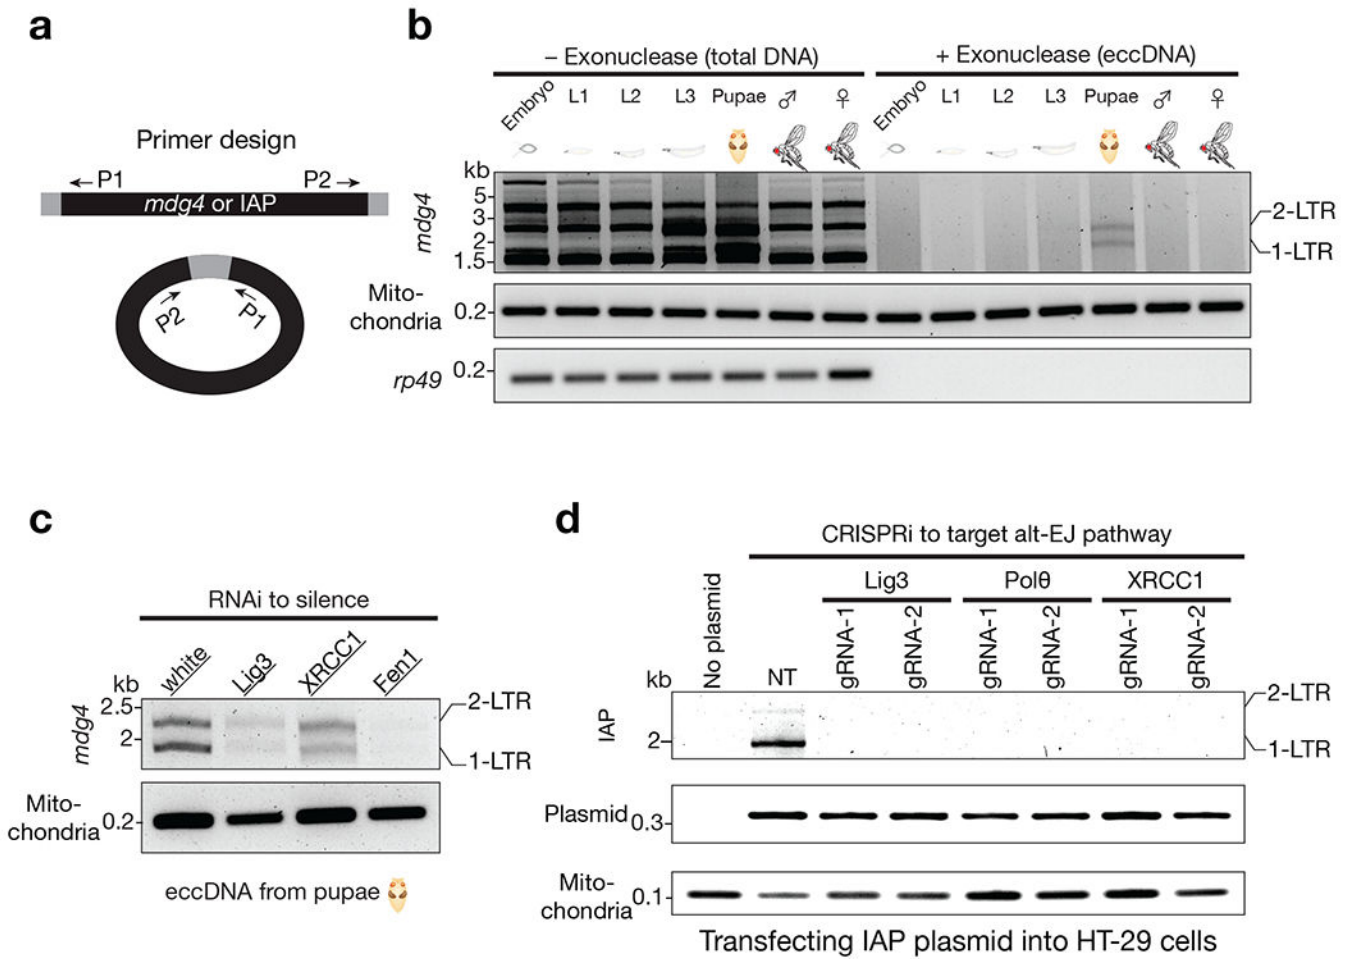 a
Primer design
←P1 P2→
mdg4 or IAP
P2 P1
b
– Exonuclease (total DNA) + Exonuclease (eccDNA)
Embryo L1 L2 L3 Pupae ♂ ♀ Embryo L1 L2 L3 Pupae ♂ ♀
kb
mdg4
5
3
2
1.5
2-LTR
1-LTR
Mito-
chondria
0.2
rp49
0.2
c
RNAi to silence
white Lig3 XRCC1 Fen1
kb
mdg4
2.5
2
2-LTR
1-LTR
Mito-
chondria
0.2
eccDNA from pupae
d
CRISPRi to target alt-EJ pathway
Lig3 Polθ XRCC1
No plasmid NT gRNA-1 gRNA-2 gRNA-1 gRNA-2 gRNA-1 gRNA-2
kb
IAP
2
2-LTR
1-LTR
Plasmid
0.3
Mito-
chondria
0.1
Transfecting IAP plasmid into HT-29 cells